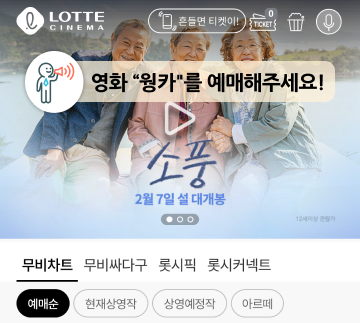 LOTTE
CINEMA
흔들면 티켓이!
TICKET
0
영화 “웡카"를 예매해주세요!
소풍
2월 7일 설 대개봉
12세이상 관람가
무비차트
무비싸다구
롯시픽
롯시커넥트
예매순
현재상영작
상영예정작
아르떼